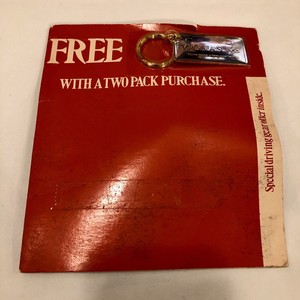 FREE
WITH A TWO PACK PURCHASE.
Special driving gear offer inside.